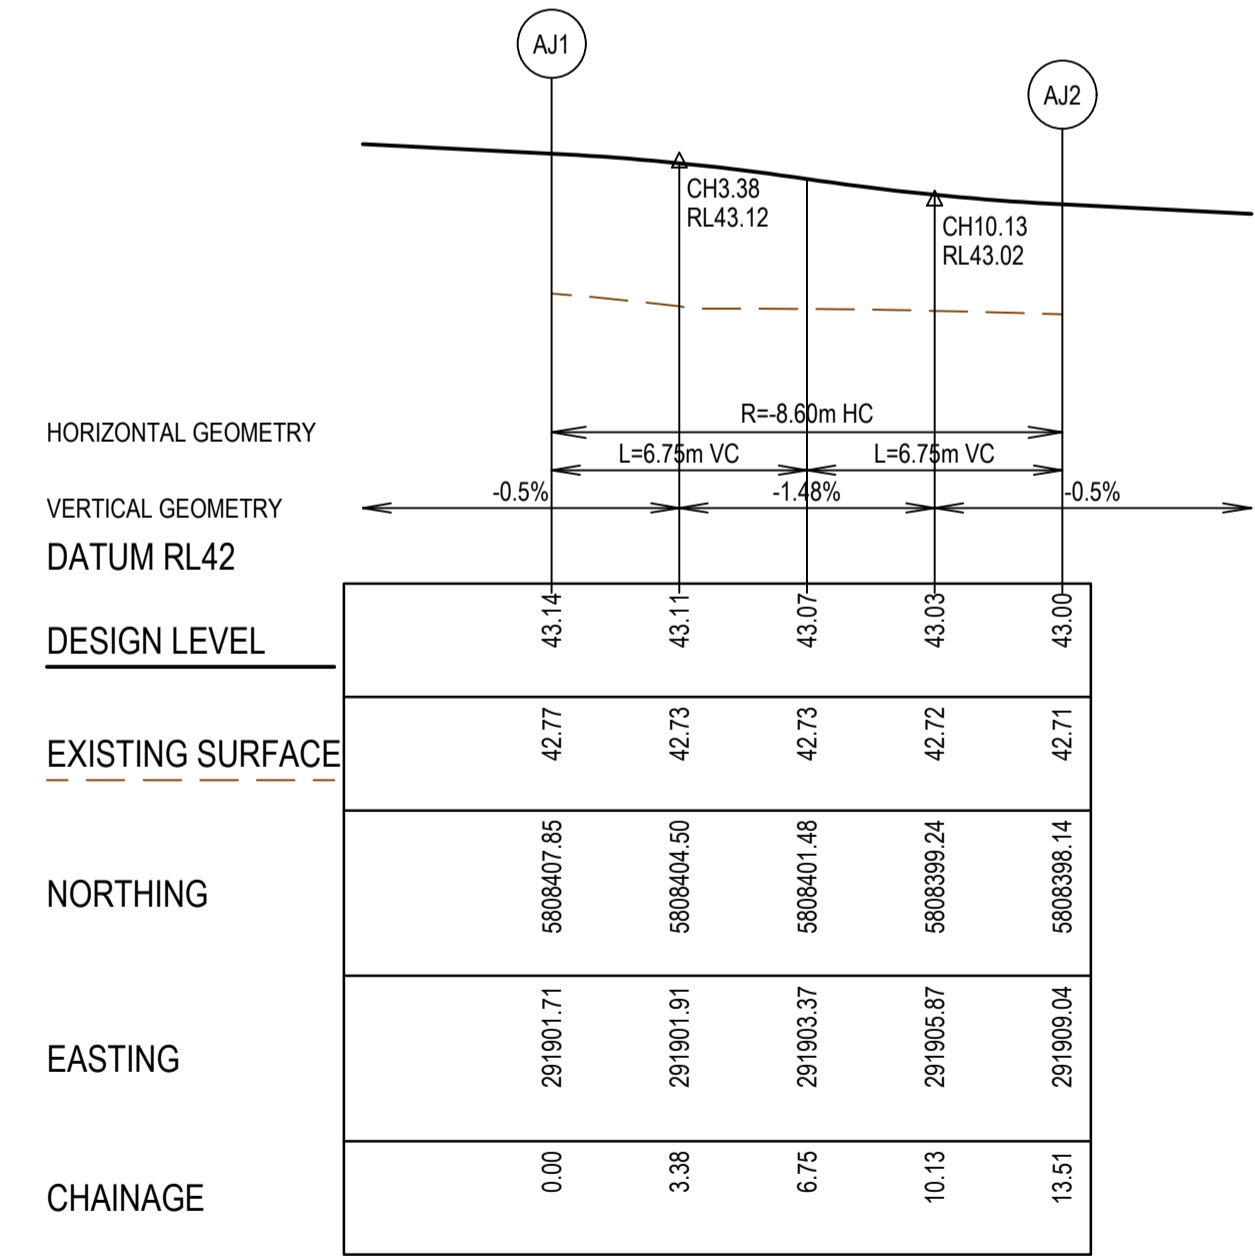 AJ1
AJ2
CH3.38
RL43.12
CH10.13
RL43.02
HORIZONTAL GEOMETRY
R=-8.60m HC
L=6.75m VC
L=6.75m VC
VERTICAL GEOMETRY
-0.5%
-1.48%
-0.5%
DATUM RL42
DESIGN LEVEL
43.14
43.11
43.07
43.03
43.00
EXISTING SURFACE
42.77
42.73
42.73
42.72
42.71
NORTHING
5808407.85
5808404.50
5808401.48
5808399.24
5808398.14
EASTING
291901.71
291901.91
291903.37
291905.87
291909.04
CHAINAGE
0.00
3.38
6.75
10.13
13.51